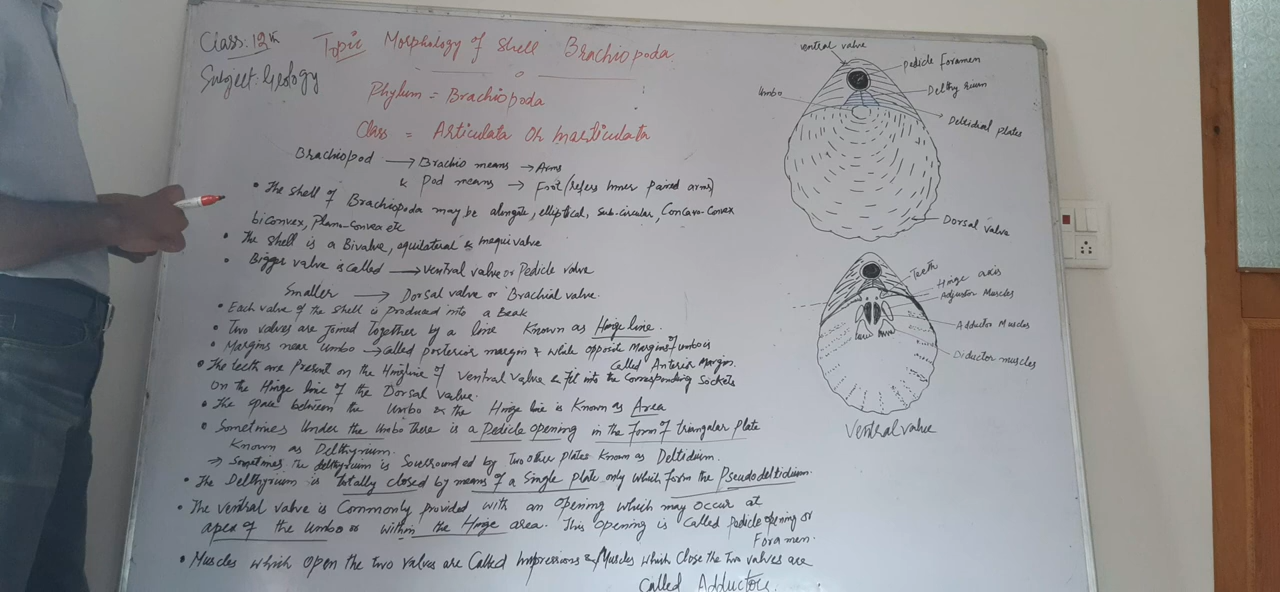 Class: 12th
Subject: Geology
Topic Morphology of Shell Brachiopoda
Phylum = Brachiopoda
Class = Articulata Or Inarticulata
Brachiopod → Brachio means → Arms
& Pod means → Foot (refers Inner paired arms)
• The shell of Brachiopoda may be elongate, elliptical, sub-circular, Concavo-Convex
biconvex, Plano-Convex etc
• The shell is a Bivalve, equilateral & inequivalve
• Bigger valve is called → ventral valve or Pedicle valve
Smaller → Dorsal valve or Brachial valve.
• Each valve of the shell is produced into a Beak
• Two valves are joined together by a line Known as Hinge line.
• Margins near umbo → called posterior margin & while opposite Margins of umbo is
called Anterior Margin.
• The teeth are present on the Hingline of ventral valve & fit into the corresponding sockets
on the Hinge line of the Dorsal valve.
• The space between the umbo & the Hinge line is Known as Area
• Sometimes Under the umbo there is a Pedicle opening in the form of triangular plate
Known as Delthyrium.
⇒ Sometimes the delthyrium is Sourrounded by two other plates Known as Deltidium.
• The Delthyrium is totally closed by means of a Single plate only which form the Pseudodeltidium.
• The ventral valve is Commonly provided with an opening which may occur at
apex of the umbo or within the Hinge area. This opening is called pedicle opening or
Foramen.
• Muscles which open the two valves are Called Impressions & Muscles which close the two valves are
called Adductors.
ventral valve
Pedicle Foramen
Umbo
Delthyrium
Deltidial plates
Dorsal valve
Teeth
Hinge axis
Adjustor Muscles
Adductor Muscles
Diductor muscles
Ventral valve